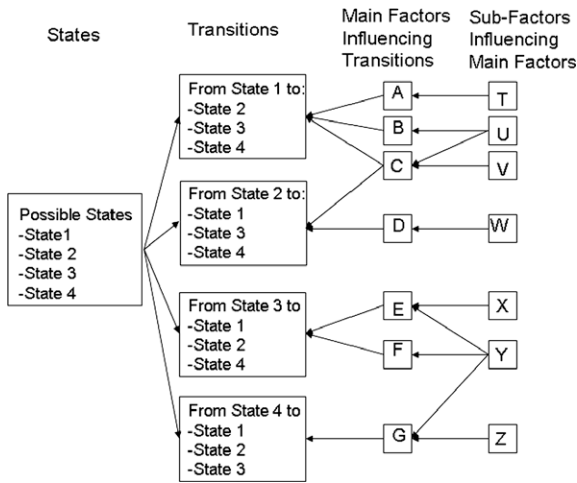 States
Transitions
Main Factors
Influencing
Transitions
Sub-Factors
Influencing
Main Factors
Possible States
-State1
-State 2
-State 3
-State 4
From State 1 to:
-State 2
-State 3
-State 4
From State 2 to:
-State 1
-State 3
-State 4
From State 3 to
-State 1
-State 2
-State 4
From State 4 to
-State 1
-State 2
-State 3
A
B
C
D
E
F
G
T
U
V
W
X
Y
Z